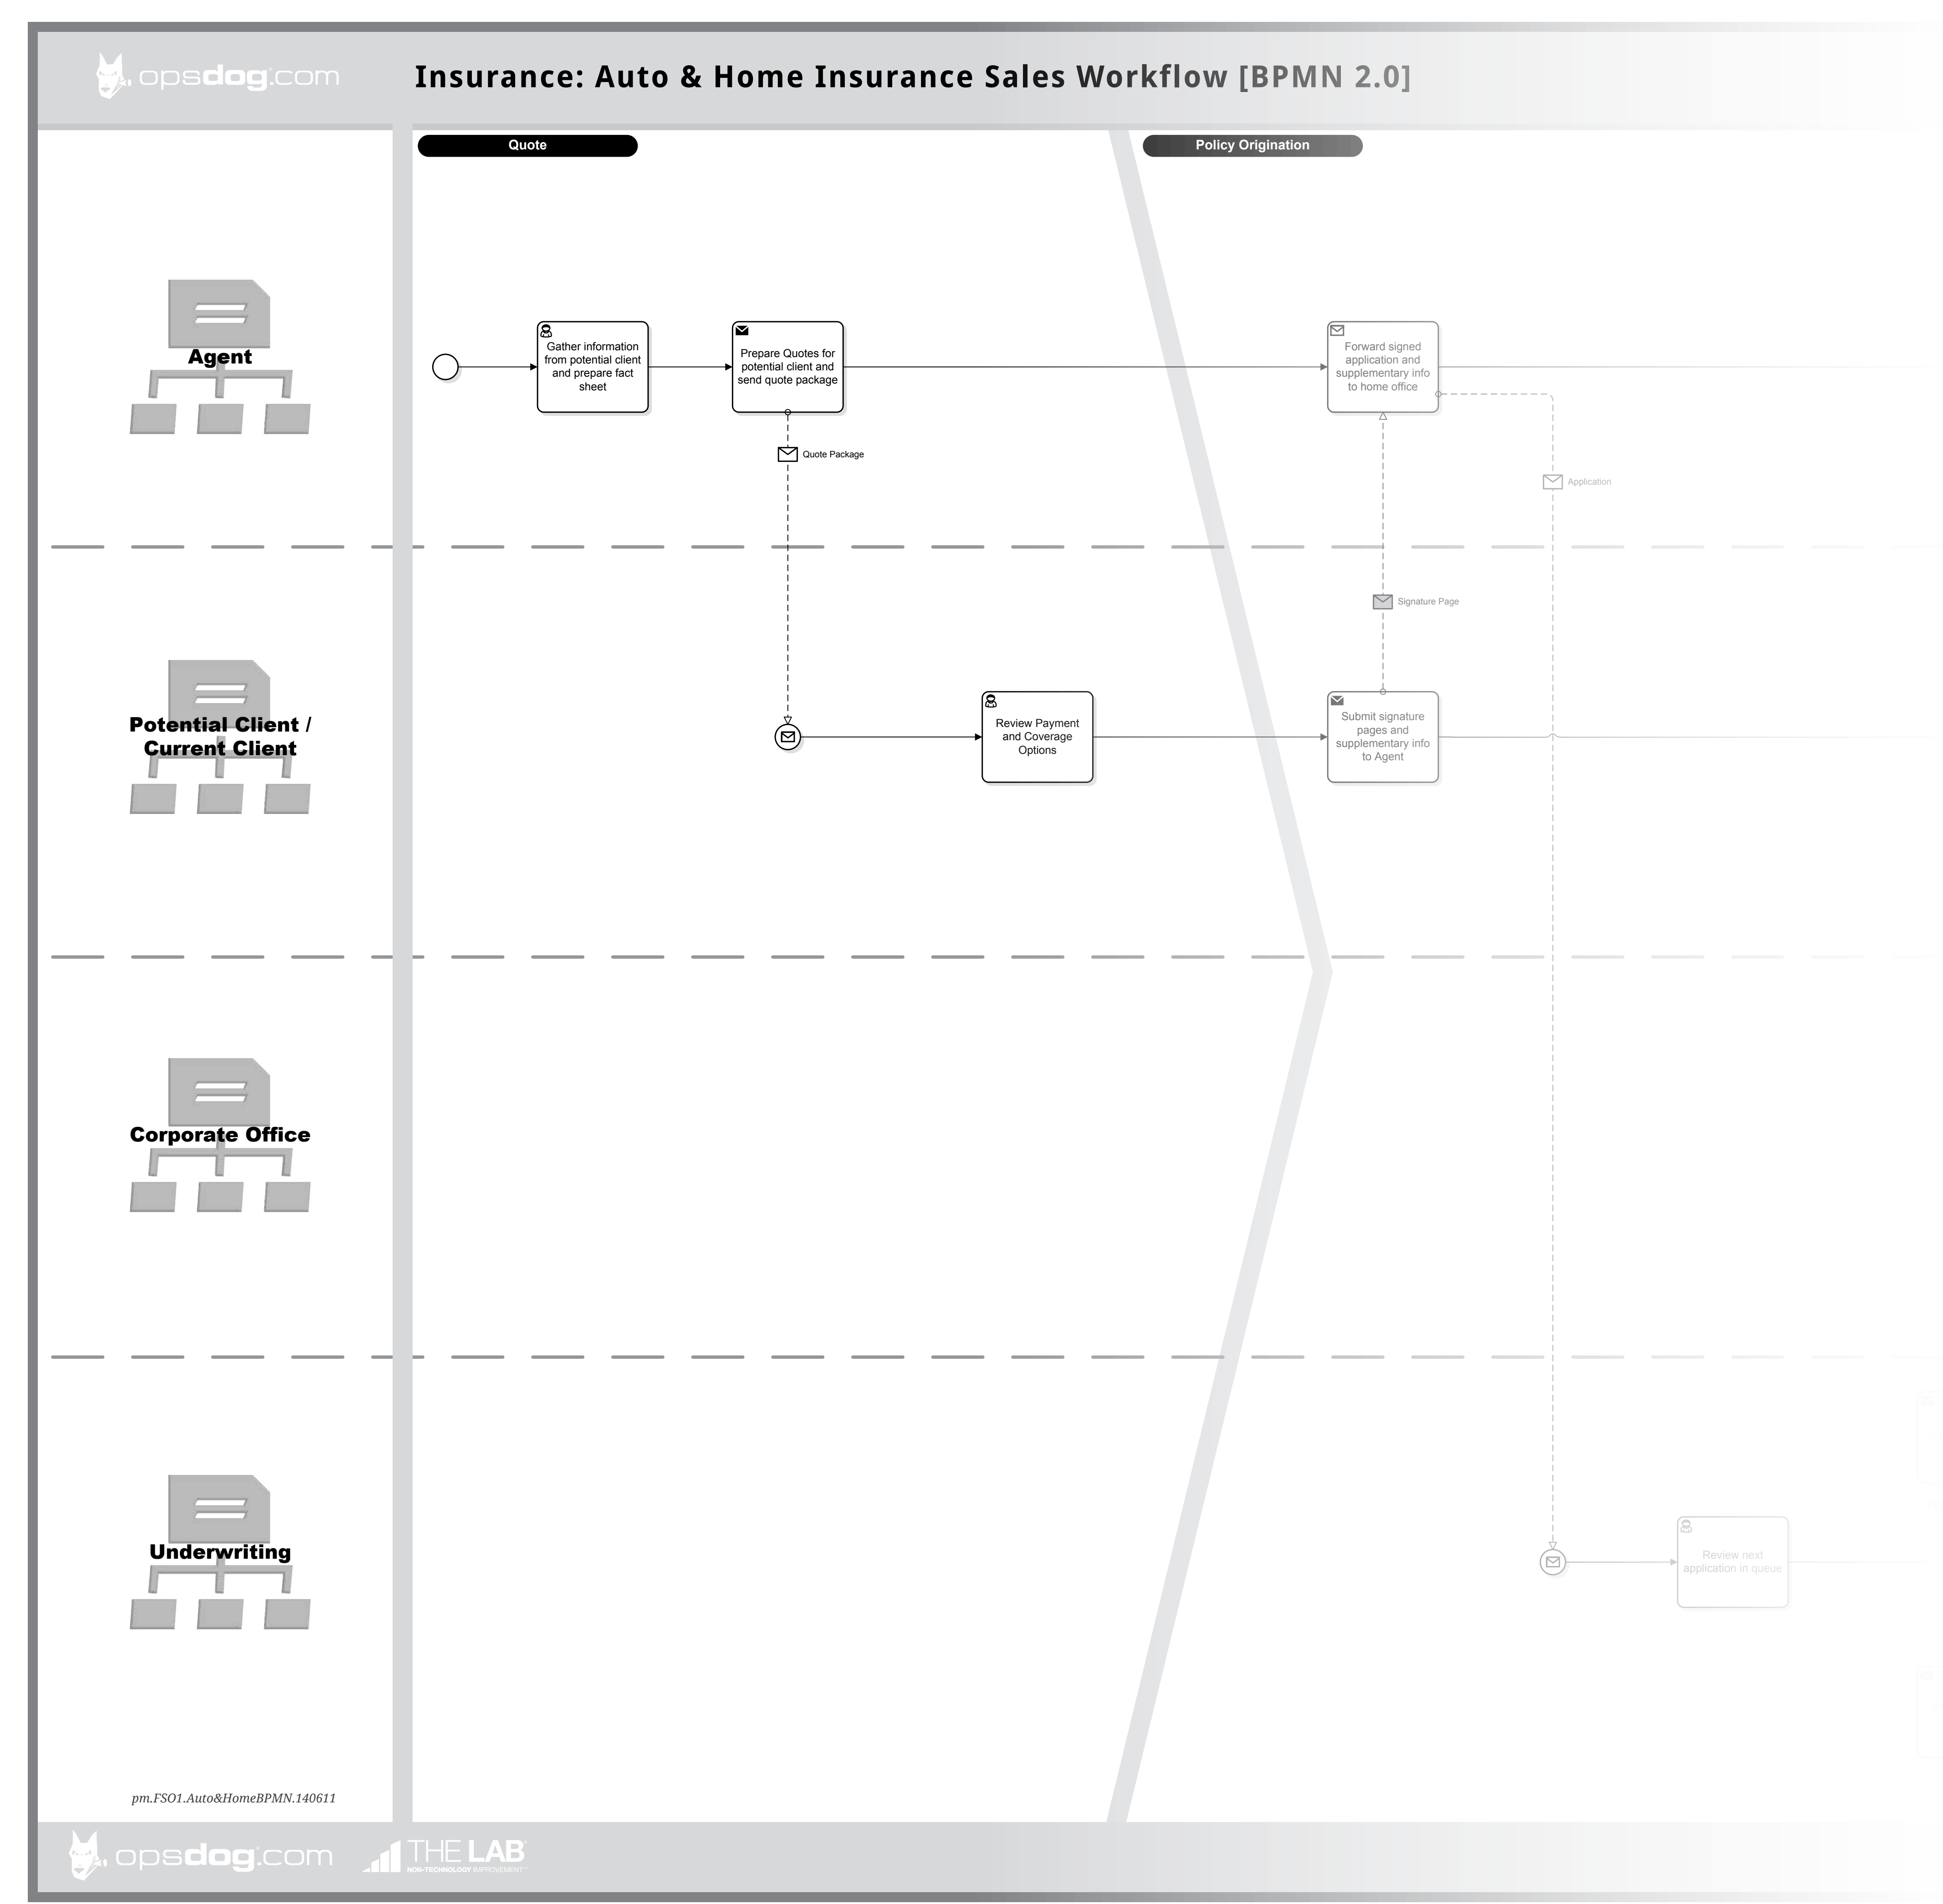 opsdog.com
Insurance: Auto & Home Insurance Sales Workflow [BPMN 2.0]
Quote
Policy Origination
Agent
Gather information
from potential client
and prepare fact
sheet
Prepare Quotes for
potential client and
send quote package
Forward signed
application and
supplementary info
to home office
Quote Package
Application
Signature Page
Potential Client /
Current Client
Review Payment
and Coverage
Options
Submit signature
pages and
supplementary info
to Agent
Corporate Office
Underwriting
Review next
application in queue
pm.FSO1.Auto&HomeBPMN.140611
opsdog.com
THE LAB
NON-TECHNOLOGY IMPROVEMENT